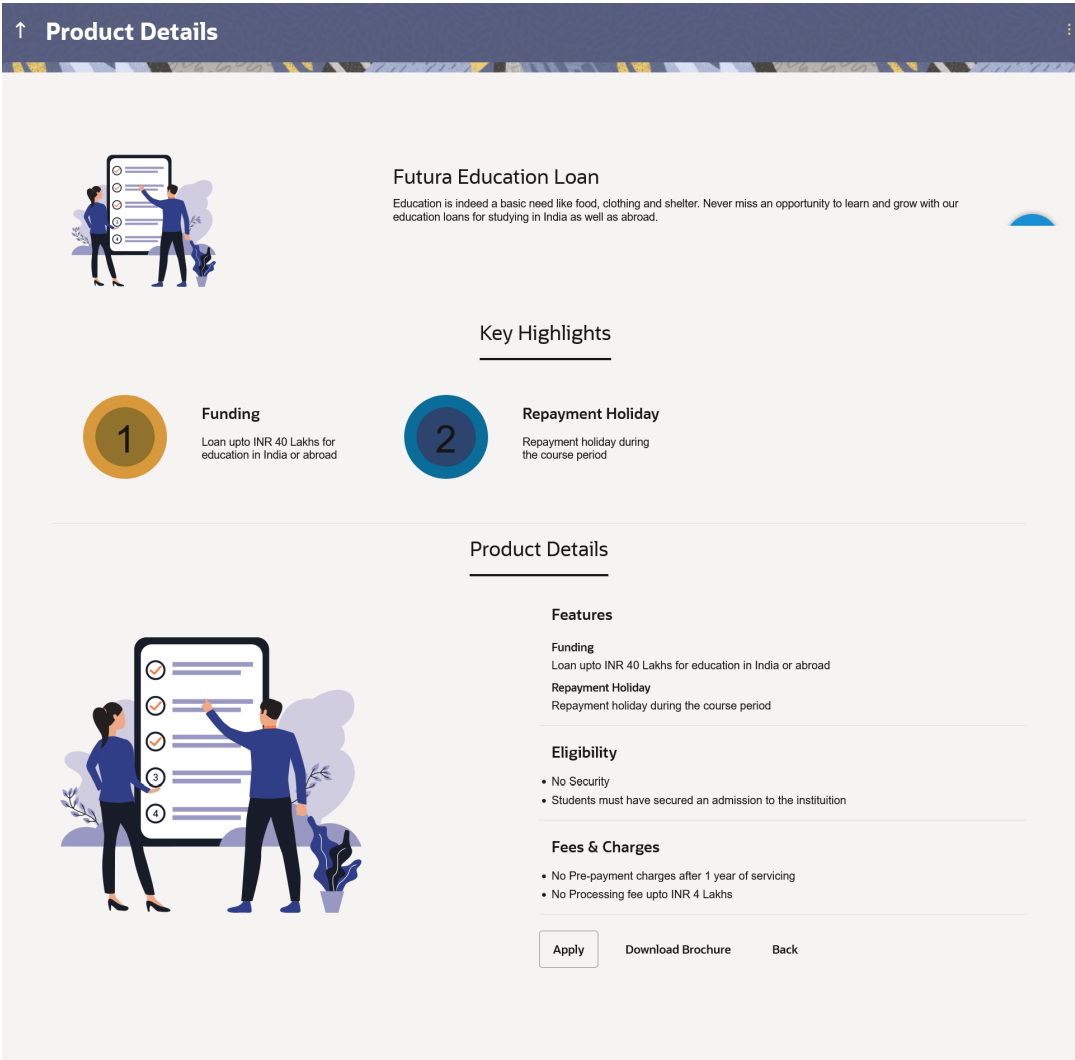 Product Details
Futura Education Loan
Education is indeed a basic need like food, clothing and shelter. Never miss an opportunity to learn and grow with our
education loans for studying in India as well as abroad.
Key Highlights
1
Funding
Loan upto INR 40 Lakhs for
education in India or abroad
2
Repayment Holiday
Repayment holiday during
the course period
Product Details
3
4
Features
Funding
Loan upto INR 40 Lakhs for education in India or abroad
Repayment Holiday
Repayment holiday during the course period
Eligibility
• No Security
• Students must have secured an admission to the instituition
Fees & Charges
• No Pre-payment charges after 1 year of servicing
• No Processing fee upto INR 4 Lakhs
Apply Download Brochure Back